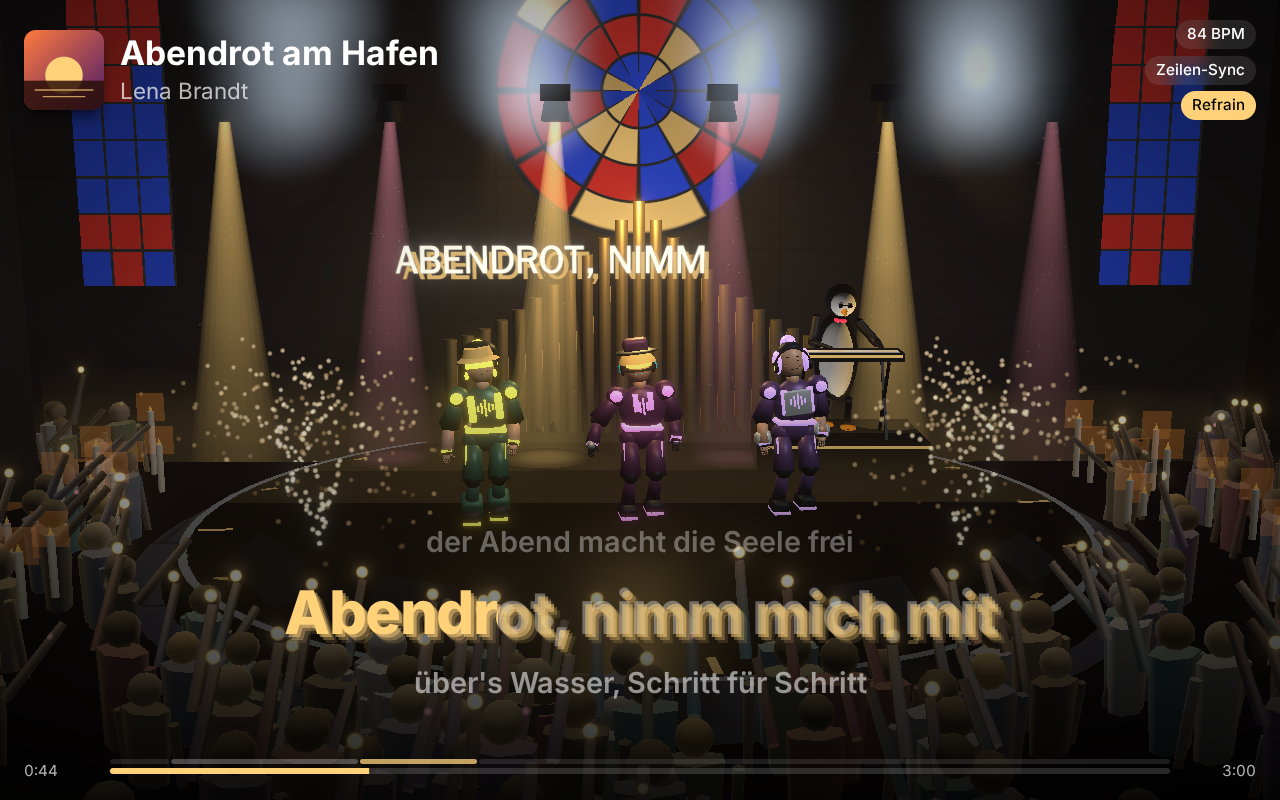 Abendrot am Hafen
Lena Brandt
84 BPM
Zeilen-Sync
Refrain
ABENDROT, NIMM
der Abend macht die Seele frei
Abendrot, nimm mich mit
über's Wasser, Schritt für Schritt
0:44
3:00